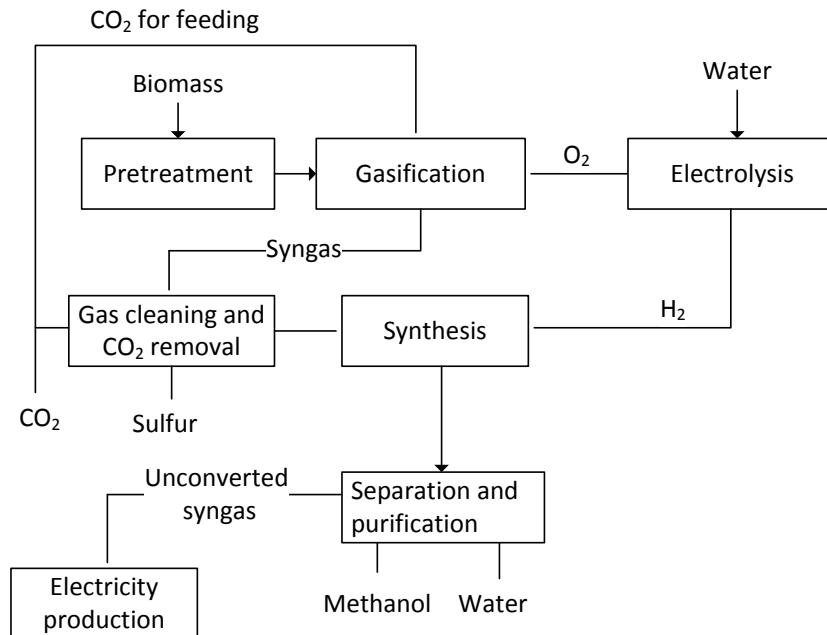 CO₂ for feeding
Biomass
Water
Pretreatment
Gasification
O₂
Electrolysis
Syngas
Gas cleaning and
CO₂ removal
Synthesis
H₂
CO₂
Sulfur
Unconverted
syngas
Separation and
purification
Electricity
production
Methanol
Water